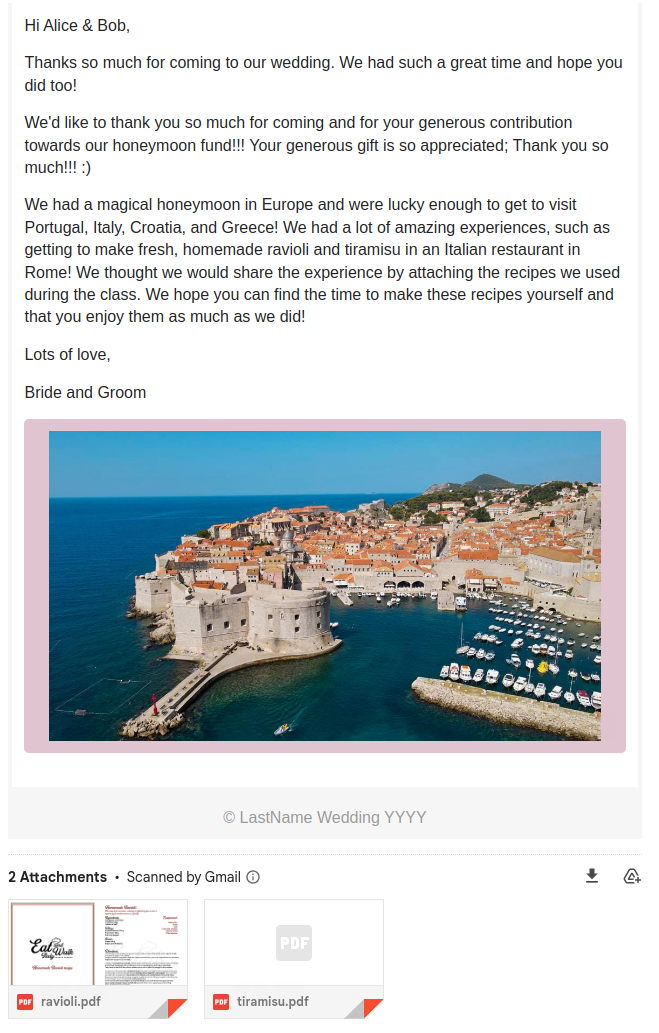 Hi Alice & Bob,
Thanks so much for coming to our wedding. We had such a great time and hope you
did too!
We'd like to thank you so much for coming and for your generous contribution
towards our honeymoon fund!!! Your generous gift is so appreciated; Thank you so
much!!! :)
We had a magical honeymoon in Europe and were lucky enough to get to visit
Portugal, Italy, Croatia, and Greece! We had a lot of amazing experiences, such as
getting to make fresh, homemade ravioli and tiramisu in an Italian restaurant in
Rome! We thought we would share the experience by attaching the recipes we used
during the class. We hope you can find the time to make these recipes yourself and
that you enjoy them as much as we did!
Lots of love,
Bride and Groom
© LastName Wedding YYYY
2 Attachments • Scanned by Gmail
Eat
Walk
Italy
PDF
PDF ravioli.pdf
PDF tiramisu.pdf